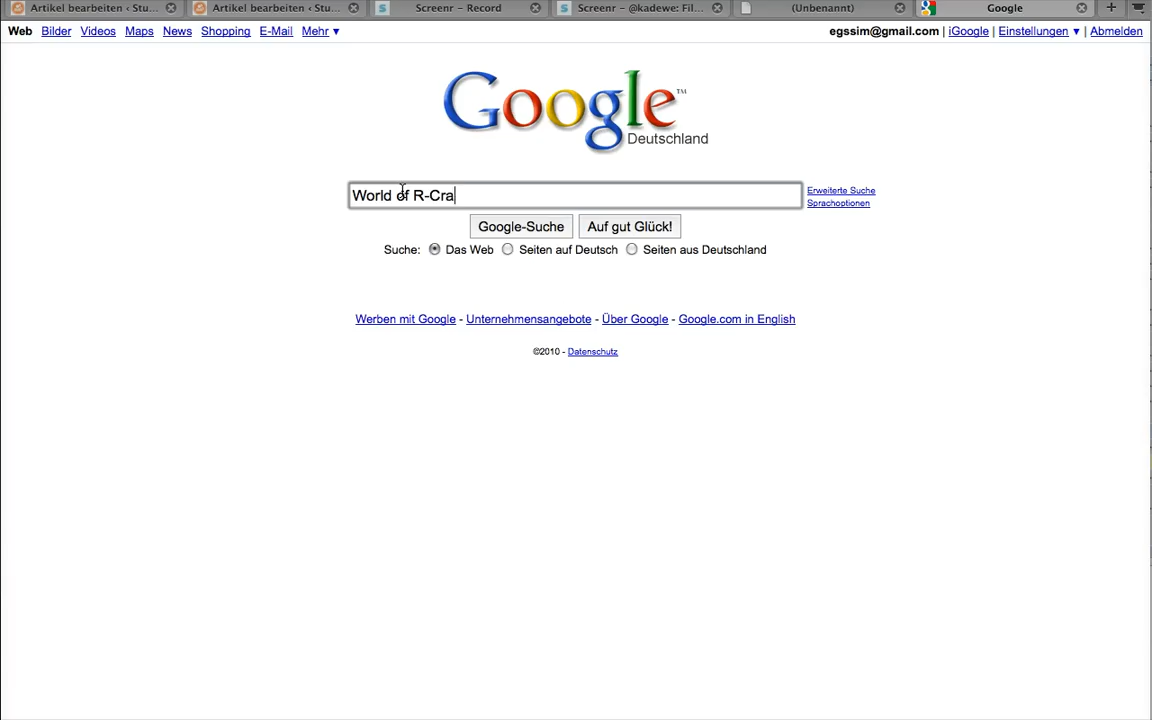 Artikel bearbeiten ‹ Stu... Artikel bearbeiten ‹ Stu... Screenr – Record Screenr – @kadewe: Fil... (Unbenannt) Google
Web Bilder Videos Maps News Shopping E-Mail Mehr ▼ egssim@gmail.com | iGoogle | Einstellungen ▼ | Abmelden
Google™
Deutschland
World of R-Cra Erweiterte Suche
Sprachoptionen
Google-Suche Auf gut Glück!
Suche: Das Web Seiten auf Deutsch Seiten aus Deutschland
Werben mit Google - Unternehmensangebote - Über Google - Google.com in English
©2010 - Datenschutz